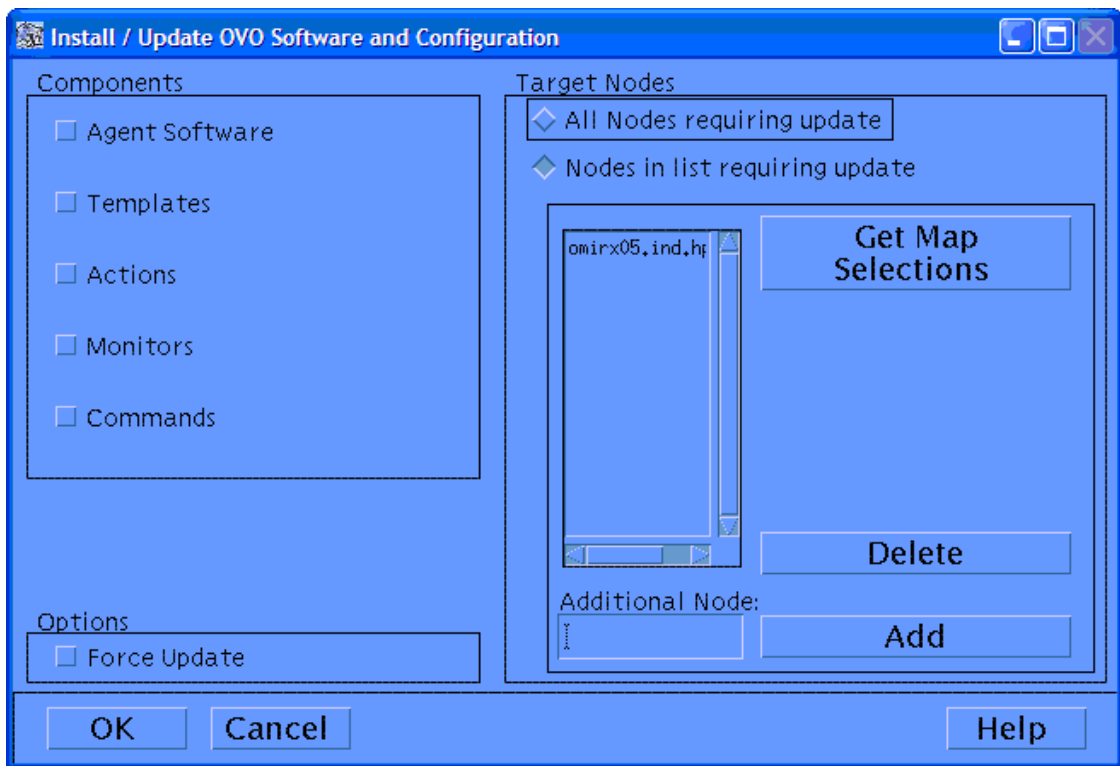 Install / Update OVO Software and Configuration
Components
Agent Software
Templates
Actions
Monitors
Commands
Options
Force Update
Target Nodes
All Nodes requiring update
Nodes in list requiring update
omirx05.ind.hp
Get Map
Selections
Delete
Additional Node:
Add
OK
Cancel
Help